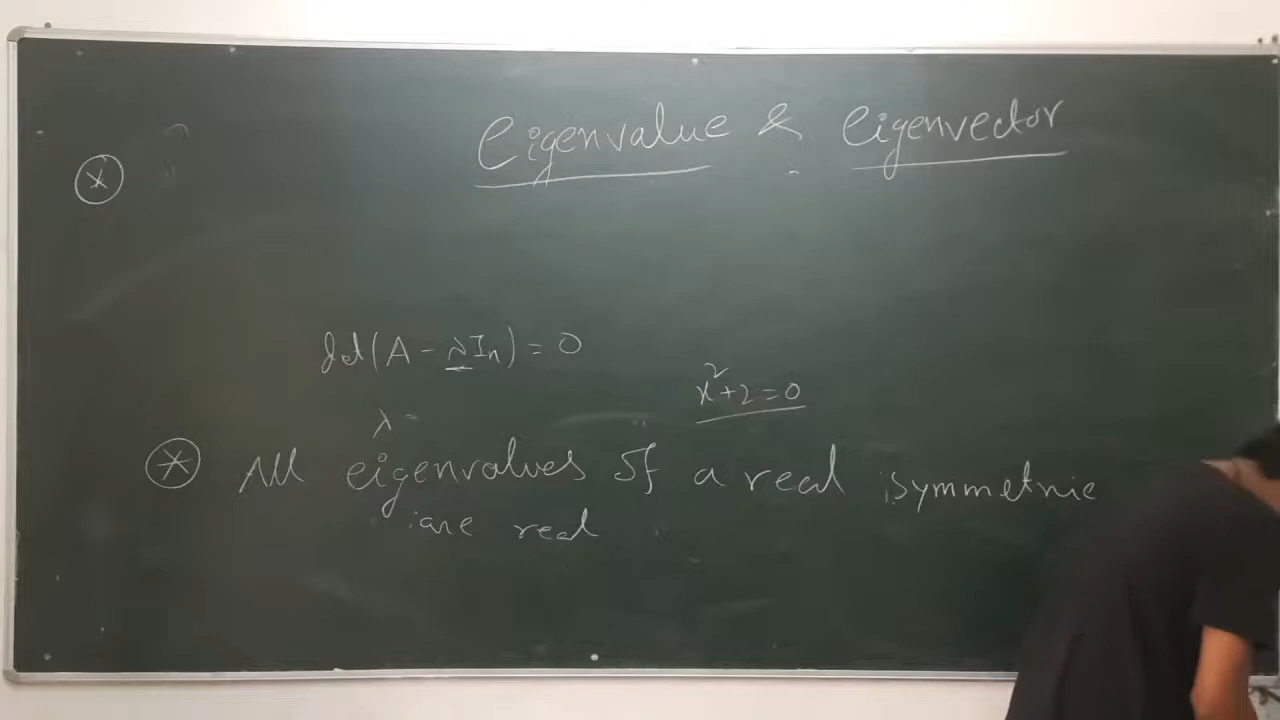 Eigenvalue & Eigenvector
det(A - λIn) = 0
x²+2=0
λ =
All eigenvalues of a real symmetric
are real